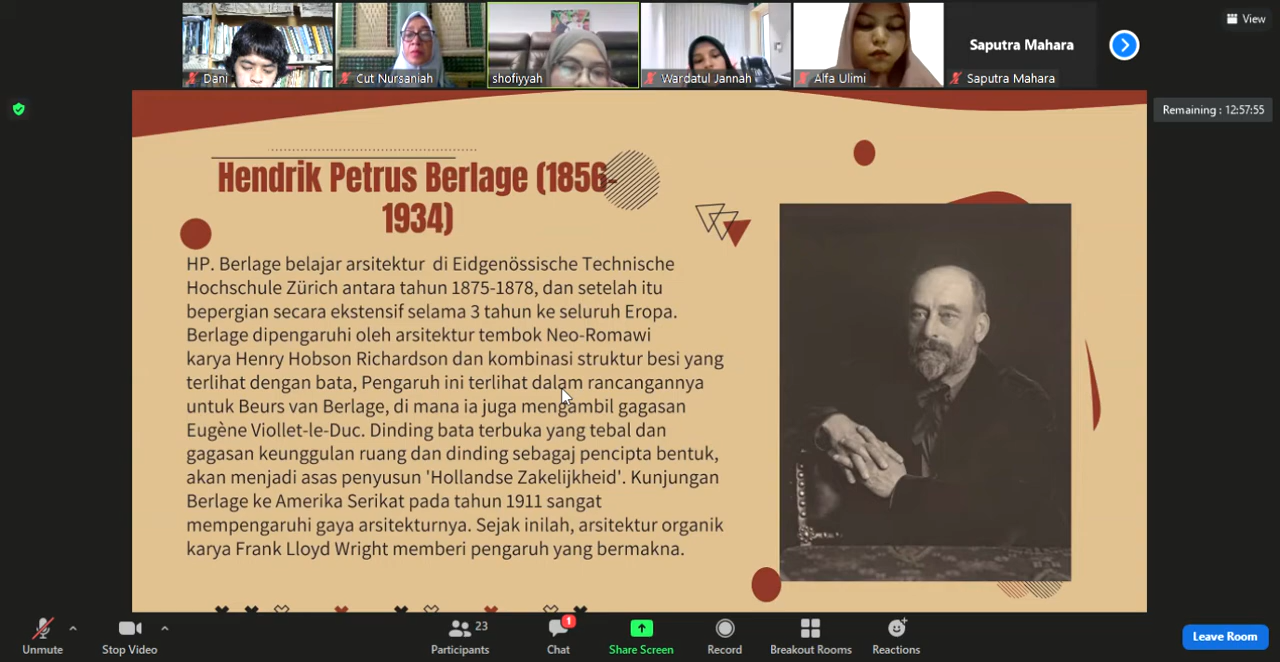 Saputra Mahara
View
Dani
Cut Nursaniah
shofiyyah
Wardatul Jannah
Alfa Ulimi
Saputra Mahara
Remaining : 12:57:55
Hendrik Petrus Berlage (1856-
1934)
HP. Berlage belajar arsitektur di Eidgenössische Technische
Hochschule Zürich antara tahun 1875-1878, dan setelah itu
bepergian secara ekstensif selama 3 tahun ke seluruh Eropa.
Berlage dipengaruhi oleh arsitektur tembok Neo-Romawi
karya Henry Hobson Richardson dan kombinasi struktur besi yang
terlihat dengan bata, Pengaruh ini terlihat dalam rancangannya
untuk Beurs van Berlage, di mana ia juga mengambil gagasan
Eugène Viollet-le-Duc. Dinding bata terbuka yang tebal dan
gagasan keunggulan ruang dan dinding sebagaj pencipta bentuk,
akan menjadi asas penyusun 'Hollandse Zakelijkheid'. Kunjungan
Berlage ke Amerika Serikat pada tahun 1911 sangat
mempengaruhi gaya arsitekturnya. Sejak inilah, arsitektur organik
karya Frank Lloyd Wright memberi pengaruh yang bermakna.
Unmute
Stop Video
Participants
23
Chat
1
Share Screen
Record
Breakout Rooms
Reactions
Leave Room